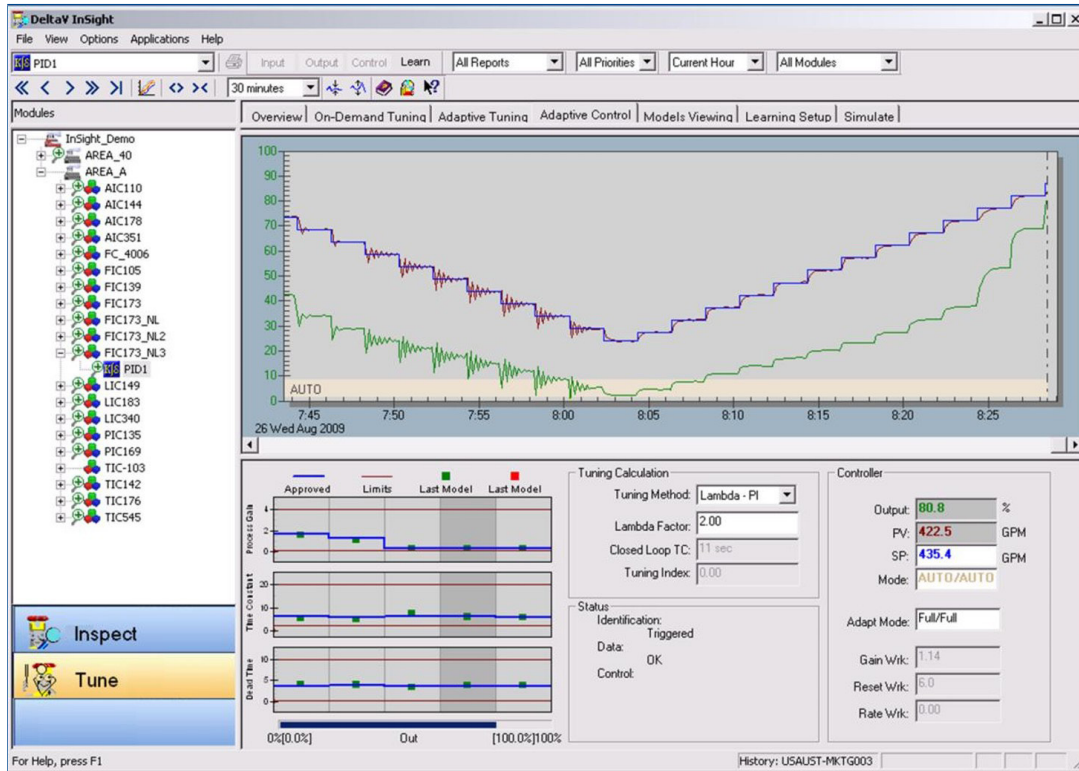 DeltaV InSight
File View Options Applications Help
PID1 Input Output Control Learn All Reports All Priorities Current Hour All Modules
30 minutes
Modules
Overview On-Demand Tuning Adaptive Tuning Adaptive Control Models Viewing Learning Setup Simulate
InSight_Demo
AREA_40
AREA_A
AIC110
AIC144
AIC178
AIC351
FC_4006
FIC105
FIC139
FIC173
FIC173_NL
FIC173_NL2
FIC173_NL3
PID1
LIC149
LIC183
LIC340
PIC135
PIC169
TIC-103
TIC142
TIC176
TIC545
Inspect
Tune
100
90
80
70
60
50
40
30
20
10
0
AUTO
7:45 7:50 7:55 8:00 8:05 8:10 8:15 8:20 8:25
26 Wed Aug 2009
Approved Limits Last Model Last Model
Process Gain
4
2
0
Time Constant
20
10
0
Dead Time
10
5
0
0%[0.0%] Out [100.0%]100%
Tuning Calculation
Tuning Method: Lambda - PI
Lambda Factor: 2.00
Closed Loop TC: 11 sec
Tuning Index: 0.00
Status
Identification:
Triggered
Data:
OK
Control:
Controller
Output: 80.8 %
PV: 422.5 GPM
SP: 435.4 GPM
Mode: AUTO/AUTO
Adapt Mode: Full/Full
Gain Wrk: 1.14
Reset Wrk: 6.0
Rate Wrk: 0.00
For Help, press F1
History: USAUST-MKTG003